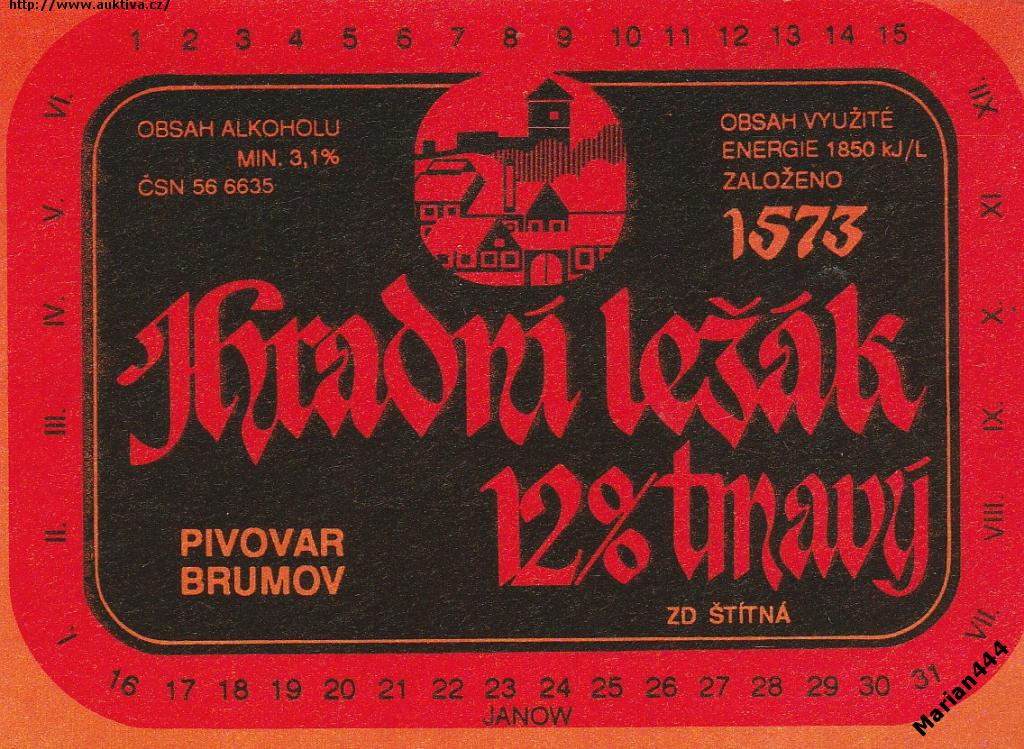 http://www.auktiva.cz/
1 2 3 4 5 6 7 8 9 10 11 12 13 14 15
OBSAH ALKOHOLU
MIN. 3,1%
ČSN 56 6635
OBSAH VYUŽITÉ
ENERGIE 1850 kJ/L
ZALOŽENO
1573
Hradní ležák
12% tmavý
PIVOVAR
BRUMOV
ZD ŠTÍTNÁ
VI.
V.
IV.
III.
II.
I.
XII.
XI
X.
IX.
VIII.
VII.
16 17 18 19 20 21 22 23 24 25 26 27 28 29 30 31
JANOW
Marian444